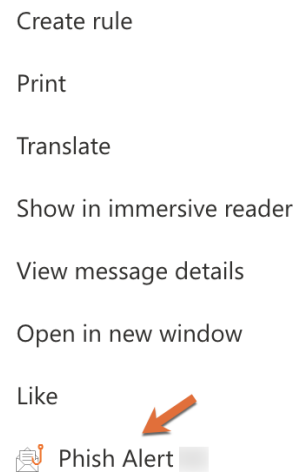 Create rule
Print
Translate
Show in immersive reader
View message details
Open in new window
Like
Phish Alert